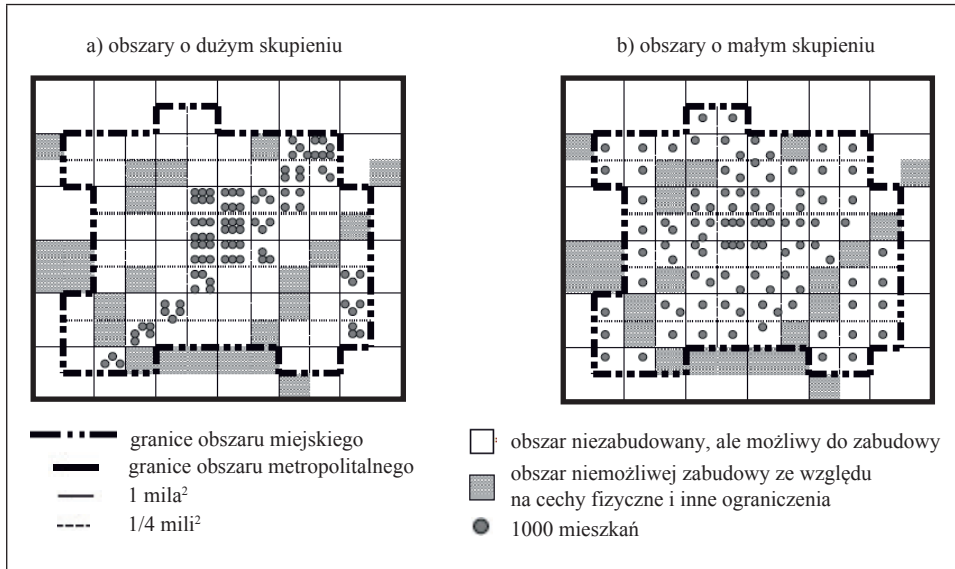 a) obszary o dużym skupieniu
b) obszary o małym skupieniu
granice obszaru miejskiego
granice obszaru metropolitalnego
1 mila²
1/4 mili²
obszar niezabudowany, ale możliwy do zabudowy
obszar niemożliwej zabudowy ze względu
na cechy fizyczne i inne ograniczenia
1000 mieszkań